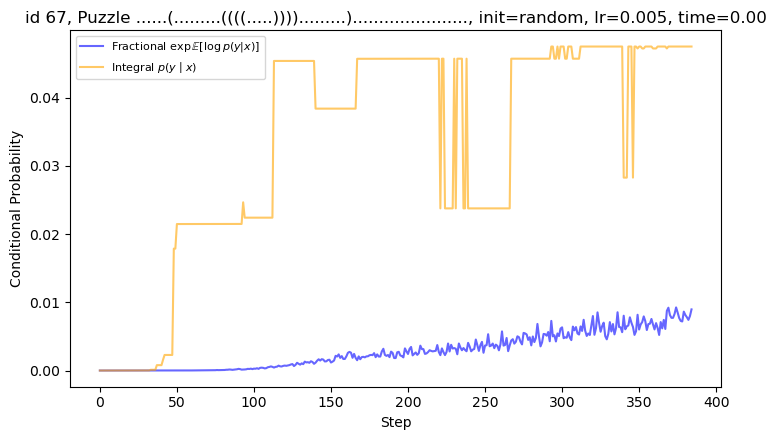 id 67, Puzzle ......(.........((((.....)))).........)......................., init=random, lr=0.005, time=0.00
Fractional exp𝔼[log p(y|x)]
Integral p(y | x)
Conditional Probability
0.04
0.03
0.02
0.01
0.00
0 50 100 150 200 250 300 350 400
Step